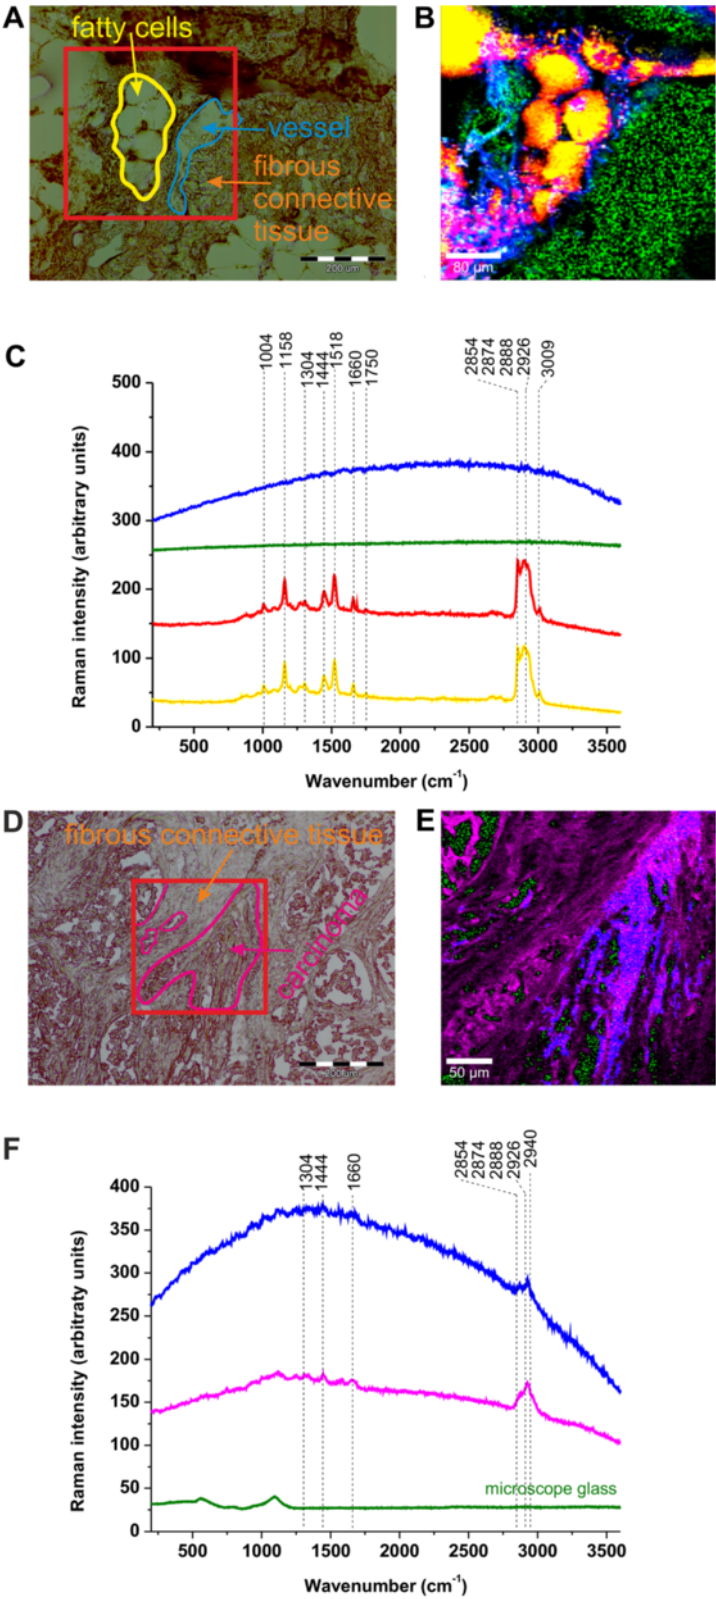 A
fatty cells
vessel
fibrous
connective
tissue
200 um
B
80 µm
C
1004
1158
1304
1444
1518
1660
1750
2854
2874
2888
2926
3009
500
400
300
200
100
0
Raman intensity (arbitrary units)
500 1000 1500 2000 2500 3000 3500
Wavenumber (cm-1)
D
fibrous connective tissue
carcinoma
200 um
E
50 µm
F
1304
1444
1660
2854
2874
2888
2926
2940
400
350
300
250
200
150
100
50
0
Raman intensity (arbitraty units)
microscope glass
500 1000 1500 2000 2500 3000 3500
Wavenumber (cm-1)